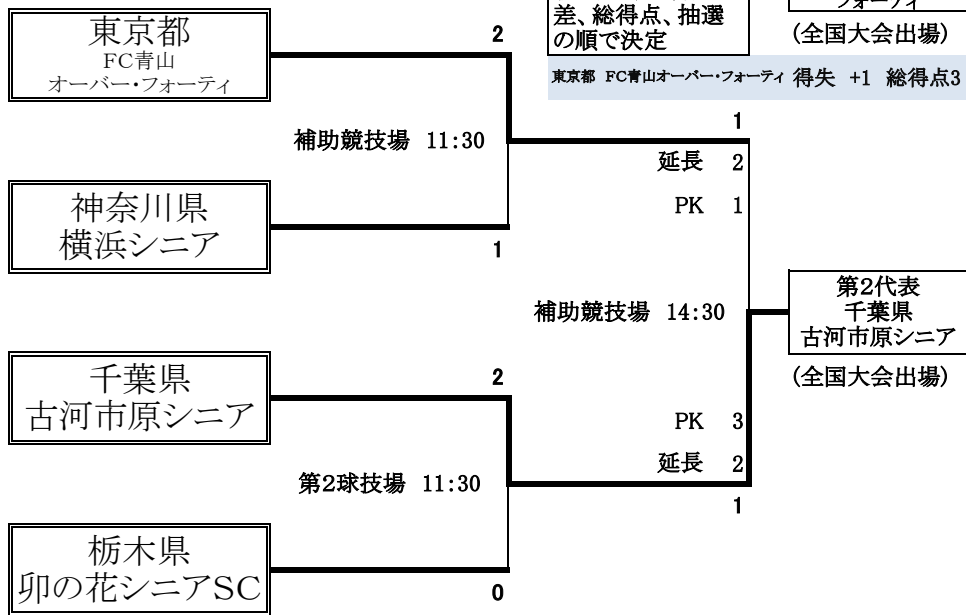 差、総得点、抽選
の順で決定
フォーティ
(全国大会出場)
東京都 FC青山オーバー・フォーティ 得失 +1 総得点3
東京都
FC青山
オーバー・フォーティ
2
補助競技場 11:30
神奈川県
横浜シニア
1
1
延長 2
PK 1
補助競技場 14:30
第2代表
千葉県
古河市原シニア
(全国大会出場)
千葉県
古河市原シニア
2
第2球技場 11:30
栃木県
卯の花シニアSC
0
PK 3
延長 2
1